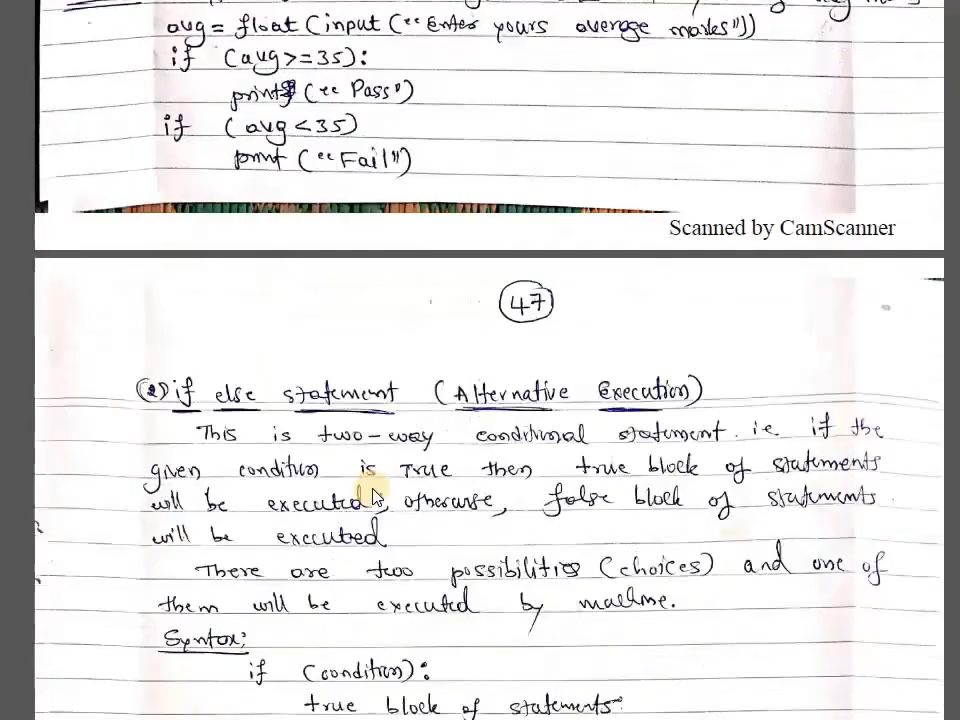 avg = float (input ("Enter yours average marks"))
if (avg >= 35):
print ("Pass")
if (avg < 35)
print ("Fail")
Scanned by CamScanner
47
(2) if else statement (Alternative Execution)
This is two-way conditional statement. i.e if the
given condition is True then true block of statements
will be executed, otherwise, false block of statements
will be executed
There are two possibilities (choices) and one of
them will be executed by machine.
Syntax:
if (condition):
true block of statements